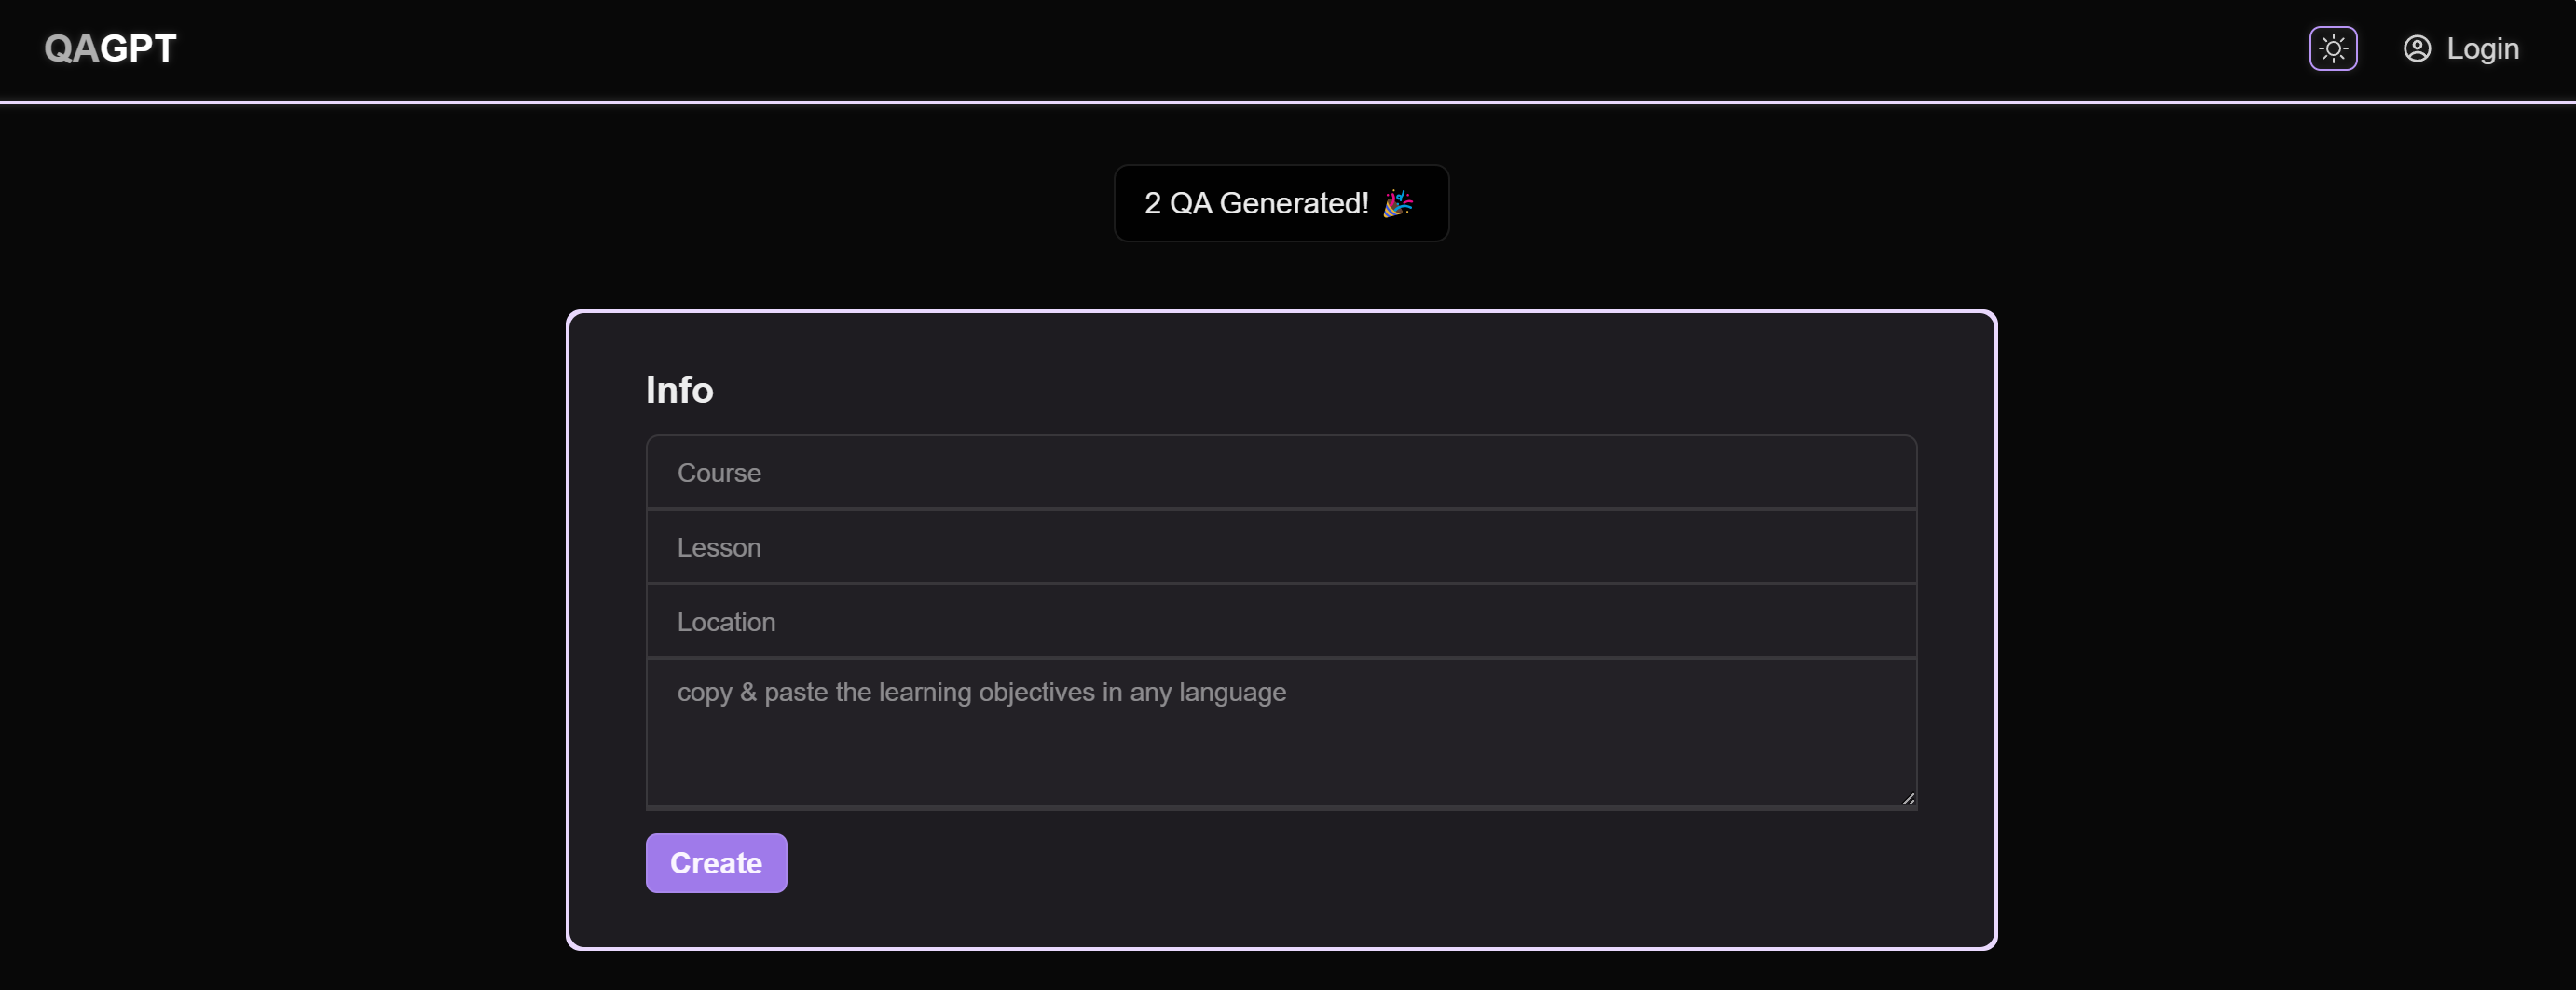 QAGPT
Login
2 QA Generated! 🎉
Info
Course
Lesson
Location
copy & paste the learning objectives in any language
Create